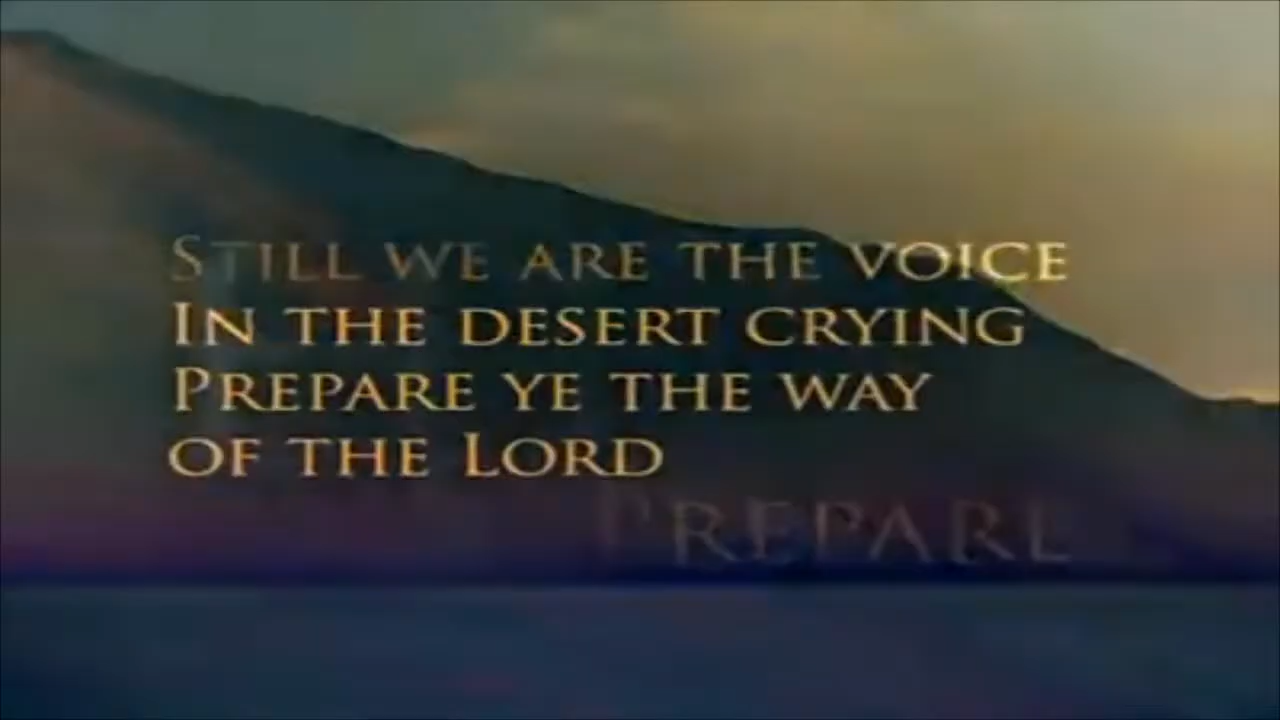 STILL WE ARE THE VOICE
IN THE DESERT CRYING
PREPARE YE THE WAY
OF THE LORD
PREPARE